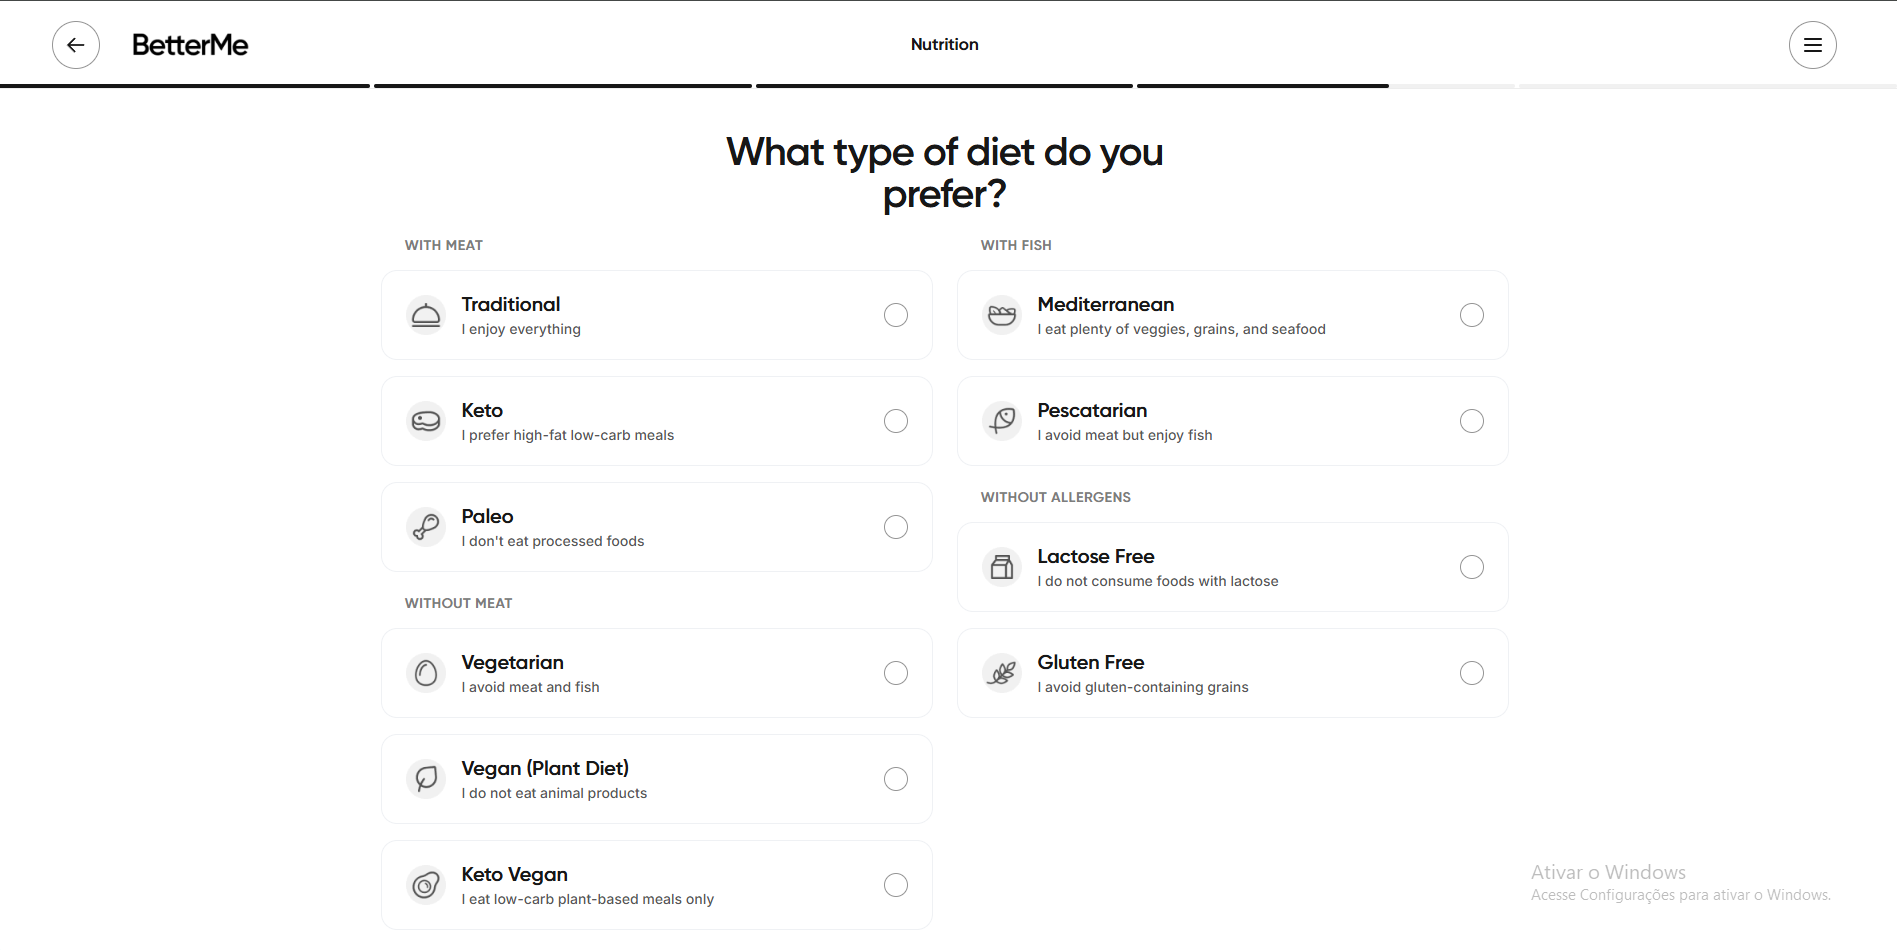 BetterMe
Nutrition
What type of diet do you
prefer?
WITH MEAT
Traditional
I enjoy everything
Keto
I prefer high-fat low-carb meals
Paleo
I don't eat processed foods
WITHOUT MEAT
Vegetarian
I avoid meat and fish
Vegan (Plant Diet)
I do not eat animal products
Keto Vegan
I eat low-carb plant-based meals only
WITH FISH
Mediterranean
I eat plenty of veggies, grains, and seafood
Pescatarian
I avoid meat but enjoy fish
WITHOUT ALLERGENS
Lactose Free
I do not consume foods with lactose
Gluten Free
I avoid gluten-containing grains
Ativar o Windows
Acesse Configurações para ativar o Windows.